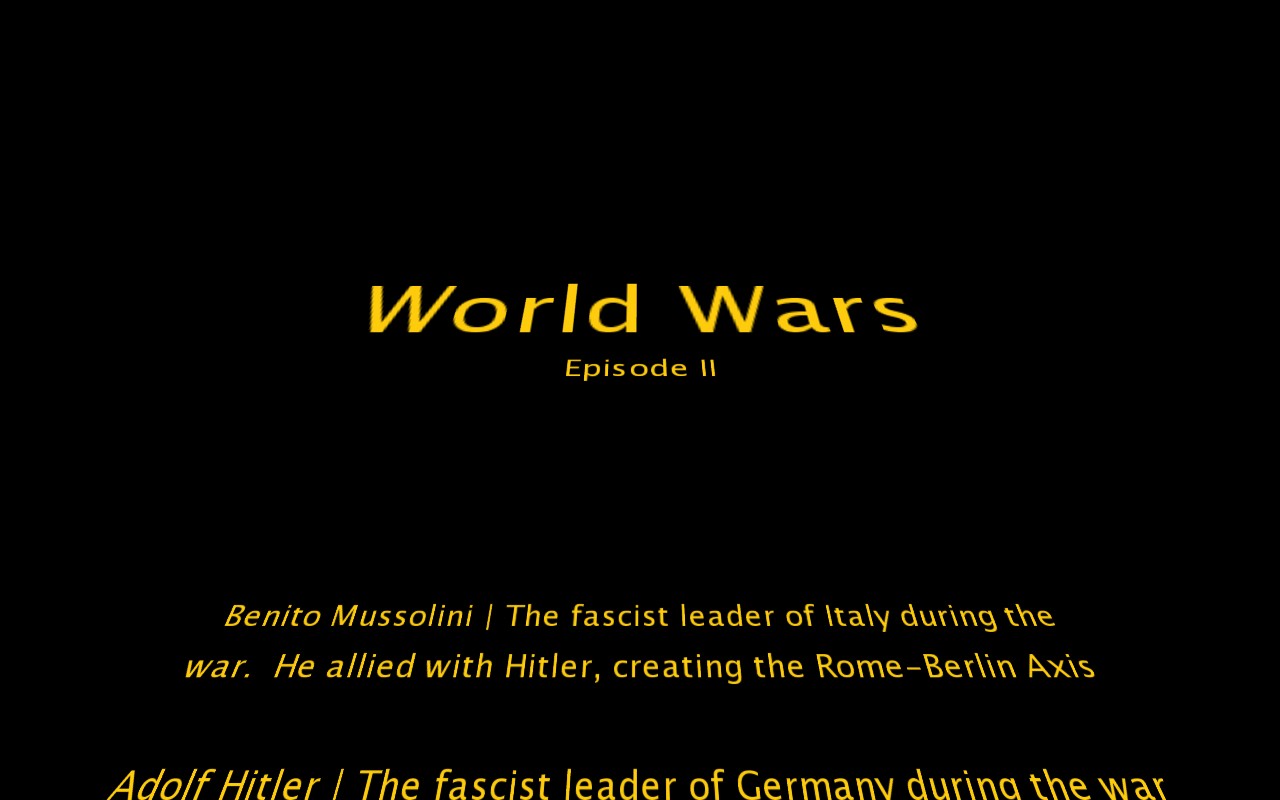 World Wars
Episode II
Benito Mussolini | The fascist leader of Italy during the
war.  He allied with Hitler, creating the Rome-Berlin Axis
Adolf Hitler | The fascist leader of Germany during the war